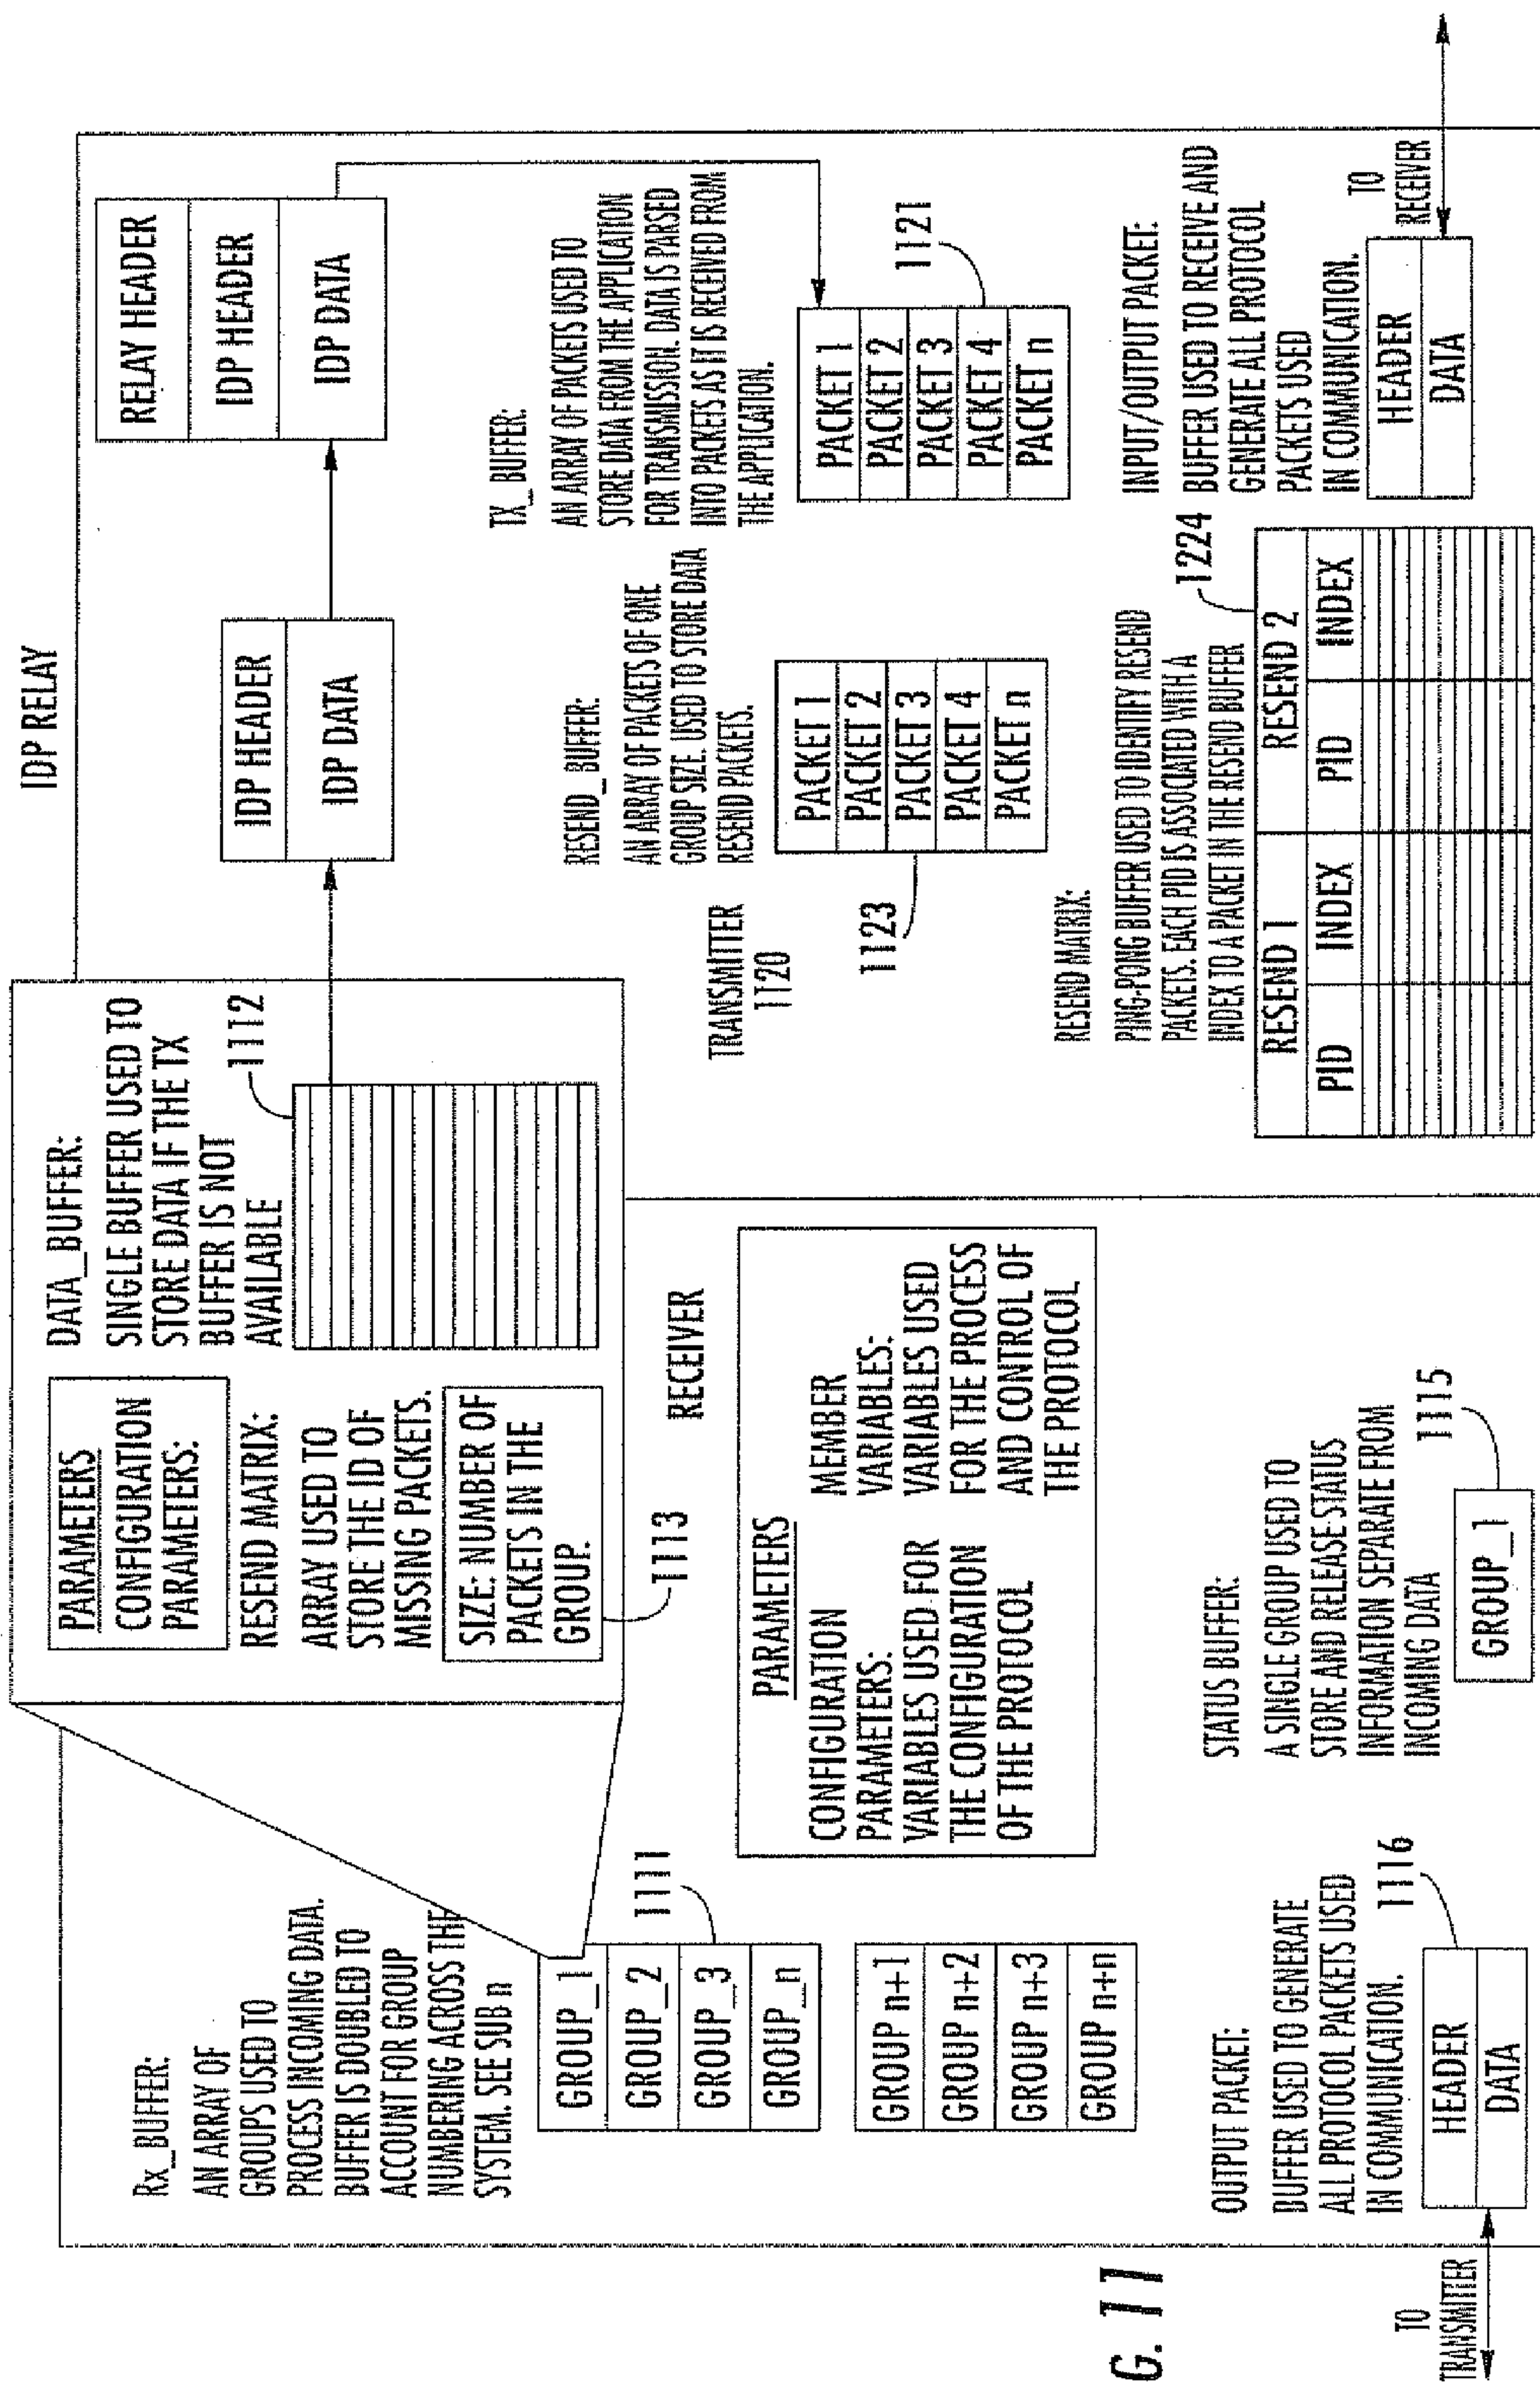 IDP RELAY
Rx_BUFFER:
AN ARRAY OF
GROUPS USED TO
PROCESS INCOMING DATA.
BUFFER IS DOUBLED TO
ACCOUNT FOR GROUP
NUMBERING ACROSS THE
SYSTEM. SEE SUB n
GROUP_1
GROUP_2
GROUP_3
GROUP_n
1111
GROUP n+1
GROUP n+2
GROUP n+3
GROUP n+n
OUTPUT PACKET:
BUFFER USED TO GENERATE
ALL PROTOCOL PACKETS USED
IN COMMUNICATION.
1116
HEADER
DATA
TO
TRANSMITTER
PARAMETERS
CONFIGURATION
PARAMETERS:
RESEND MATRIX:
ARRAY USED TO
STORE THE ID OF
MISSING PACKETS.
SIZE: NUMBER OF
PACKETS IN THE
GROUP.
1113
DATA_BUFFER:
SINGLE BUFFER USED TO
STORE DATA IF THE TX
BUFFER IS NOT
AVAILABLE
1112
RECEIVER
PARAMETERS
CONFIGURATION
PARAMETERS:
VARIABLES USED FOR
THE CONFIGURATION
OF THE PROTOCOL
MEMBER
VARIABLES:
VARIABLES USED
FOR THE PROCESS
AND CONTROL OF
THE PROTOCOL
STATUS BUFFER:
A SINGLE GROUP USED TO
STORE AND RELEASE STATUS
INFORMATION SEPARATE FROM
INCOMING DATA
1115
GROUP_1
IDP HEADER
IDP DATA
RELAY HEADER
IDP HEADER
IDP DATA
TRANSMITTER
1120
RESEND_BUFFER:
AN ARRAY OF PACKETS OF ONE
GROUP SIZE. USED TO STORE DATA
RESEND PACKETS.
PACKET 1
PACKET 2
PACKET 3
PACKET 4
PACKET n
1123
TX_BUFFER:
AN ARRAY OF PACKETS USED TO
STORE DATA FROM THE APPLICATION
FOR TRANSMISSION. DATA IS PARSED
INTO PACKETS AS IT IS RECEIVED FROM
THE APPLICATION.
PACKET 1
PACKET 2
PACKET 3
PACKET 4
PACKET n
1121
RESEND MATRIX:
PING-PONG BUFFER USED TO IDENTIFY RESEND
PACKETS. EACH PID IS ASSOCIATED WITH A
INDEX TO A PACKET IN THE RESEND BUFFER
1224
RESEND 1
RESEND 2
PID
INDEX
PID
INDEX
INPUT/OUTPUT PACKET:
BUFFER USED TO RECEIVE AND
GENERATE ALL PROTOCOL
PACKETS USED
IN COMMUNICATION.
HEADER
DATA
TO
RECEIVER
G. 11